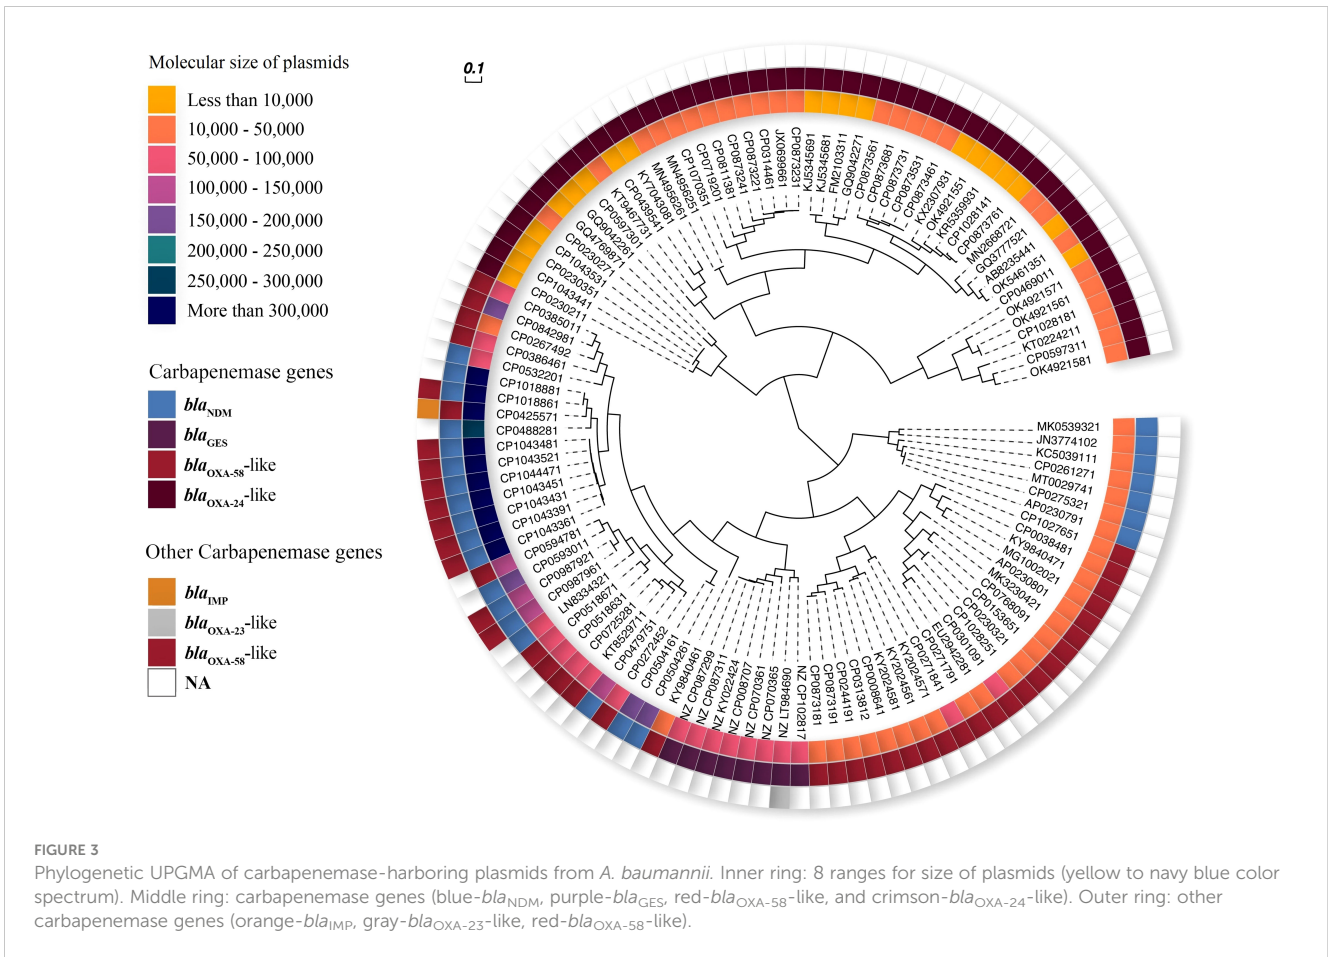 Molecular size of plasmids
Less than 10,000
10,000 - 50,000
50,000 - 100,000
100,000 - 150,000
150,000 - 200,000
200,000 - 250,000
250,000 - 300,000
More than 300,000
Carbapenemase genes
blaNDM
blaGES
blaOXA-58-like
blaOXA-24-like
Other Carbapenemase genes
blaIMP
blaOXA-23-like
blaOXA-58-like
NA
0.1
OK4921581
CP0597311
KT0224211
CP1028181
OK4921561
OK4921571
CP0469011
OK5461351
AB8235441
GQ3777521
MN2668721
CP0873761
CP1028141
KR5359931
OK4921551
KX2307931
CP0873461
CP0873531
CP0873731
CP0873681
CP0873561
GQ9042271
FM2103311
KJ5345681
KJ5345691
CP0873231
JX0699661
CP0314461
CP0873221
CP0873241
CP0811381
CP0719201
CP1070351
MN4956251
MN4956261
KY7043081
CP0439541
KT9467731
CP0597301
GQ9042261
GQ4769871
CP0230271
CP1043531
CP0230351
CP1043441
CP0230211
CP0385011
CP0842981
CP0267492
CP0386461
CP0532201
CP1018881
CP1018861
CP0425571
CP0488281
CP1043481
CP1043521
CP1044471
CP1043451
CP1043431
CP1043391
CP1043361
CP0594781
CP0593011
CP0987921
CP0987961
LN8334321
CP0518671
CP0518631
CP0725281
KT8529711
CP0479751
CP0272452
CP0504161
CP0504261
KY9840461
NZ CP087299
NZ CP087311
NZ KY022424
NZ CP008707
NZ CP070361
NZ CP070365
NZ LT984690
NZ CP102817
CP0873181
CP0873191
CP0244191
CP0313812
CP0008641
KY2024581
KY2024561
KY2024571
CP0271841
CP0271791
EU2942281
CP0301091
CP1028251
CP0230321
CP0153651
CP0768091
MK3230421
AP0230801
MG1002021
KY9840471
CP0038481
CP1027651
AP0230791
CP0275321
MT0029741
CP0261271
KC5039111
JN3774102
MK0539321
FIGURE 3
Phylogenetic UPGMA of carbapenemase-harboring plasmids from A. baumannii. Inner ring: 8 ranges for size of plasmids (yellow to navy blue color
spectrum). Middle ring: carbapenemase genes (blue-blaNDM, purple-blaGES, red-blaOXA-58-like, and crimson-blaOXA-24-like). Outer ring: other
carbapenemase genes (orange-blaIMP, gray-blaOXA-23-like, red-blaOXA-58-like).